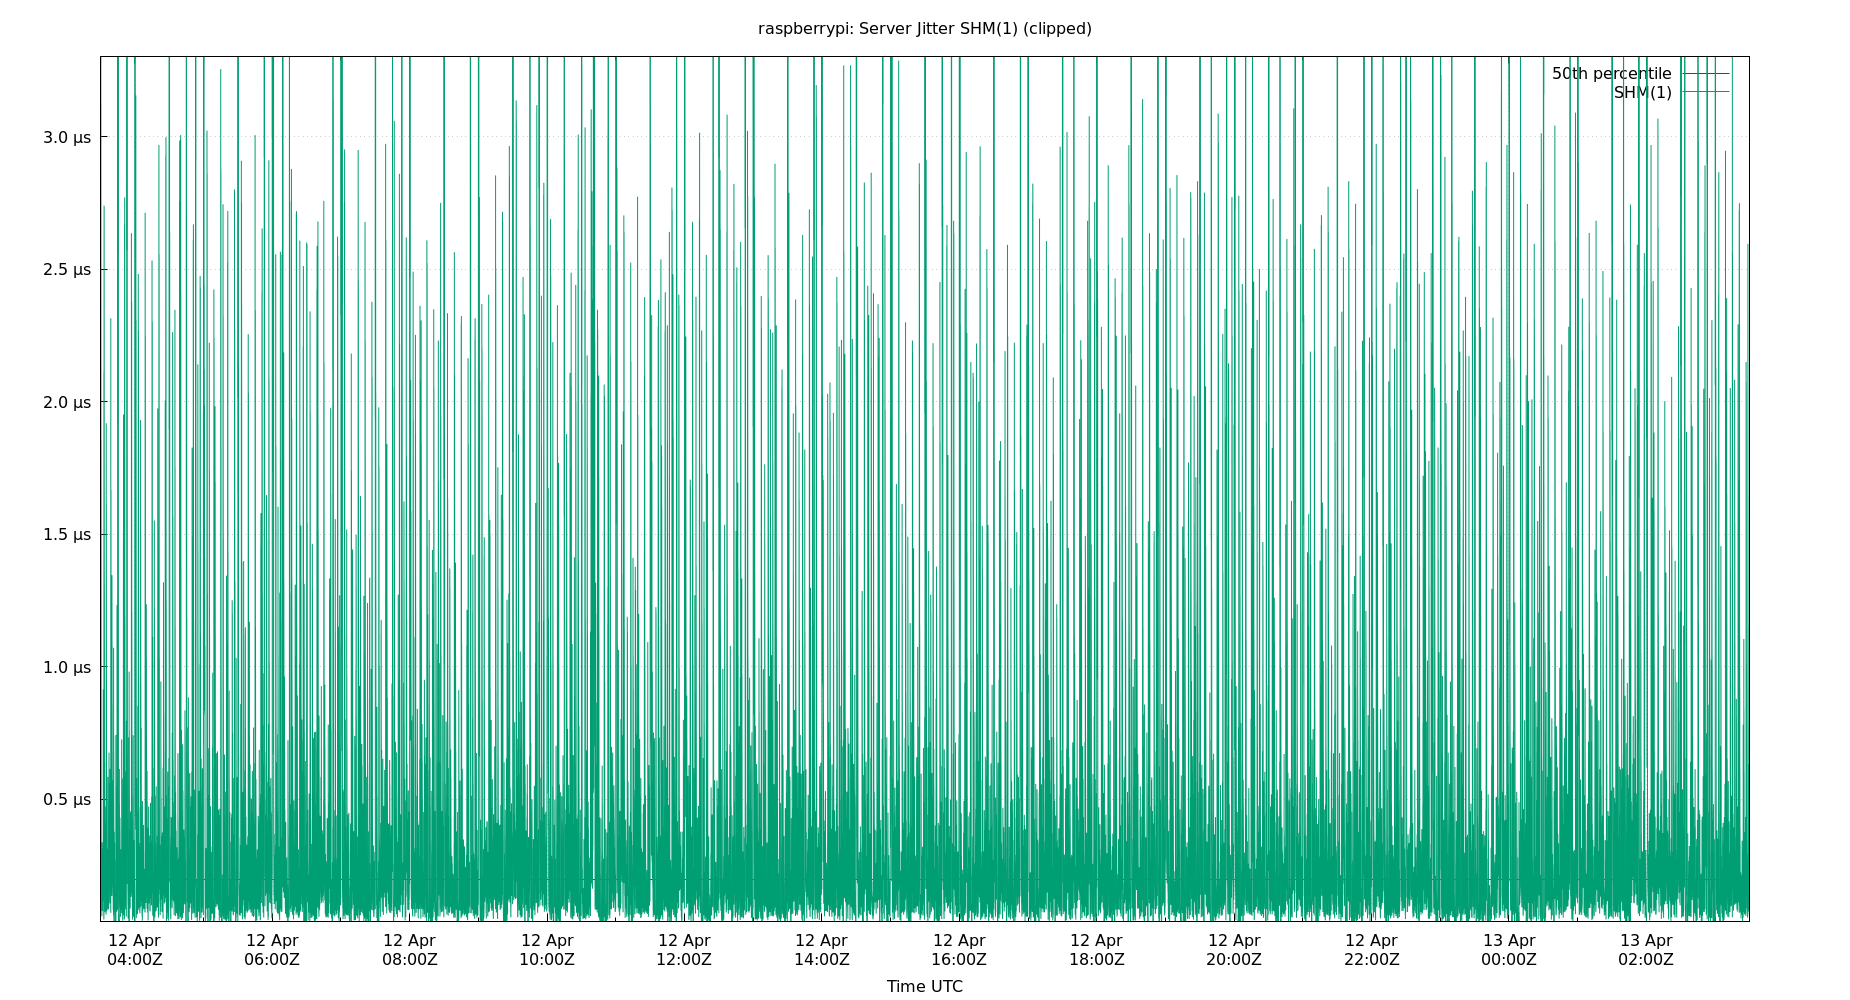 raspberrypi: Server Jitter SHM(1) (clipped)
50th percentile
SHM(1)
3.0 µs
2.5 µs
2.0 µs
1.5 µs
1.0 µs
0.5 µs
12 Apr 12 Apr 12 Apr 12 Apr 12 Apr 12 Apr 12 Apr 12 Apr 12 Apr 12 Apr 13 Apr 13 Apr
04:00Z 06:00Z 08:00Z 10:00Z 12:00Z 14:00Z 16:00Z 18:00Z 20:00Z 22:00Z 00:00Z 02:00Z
Time UTC